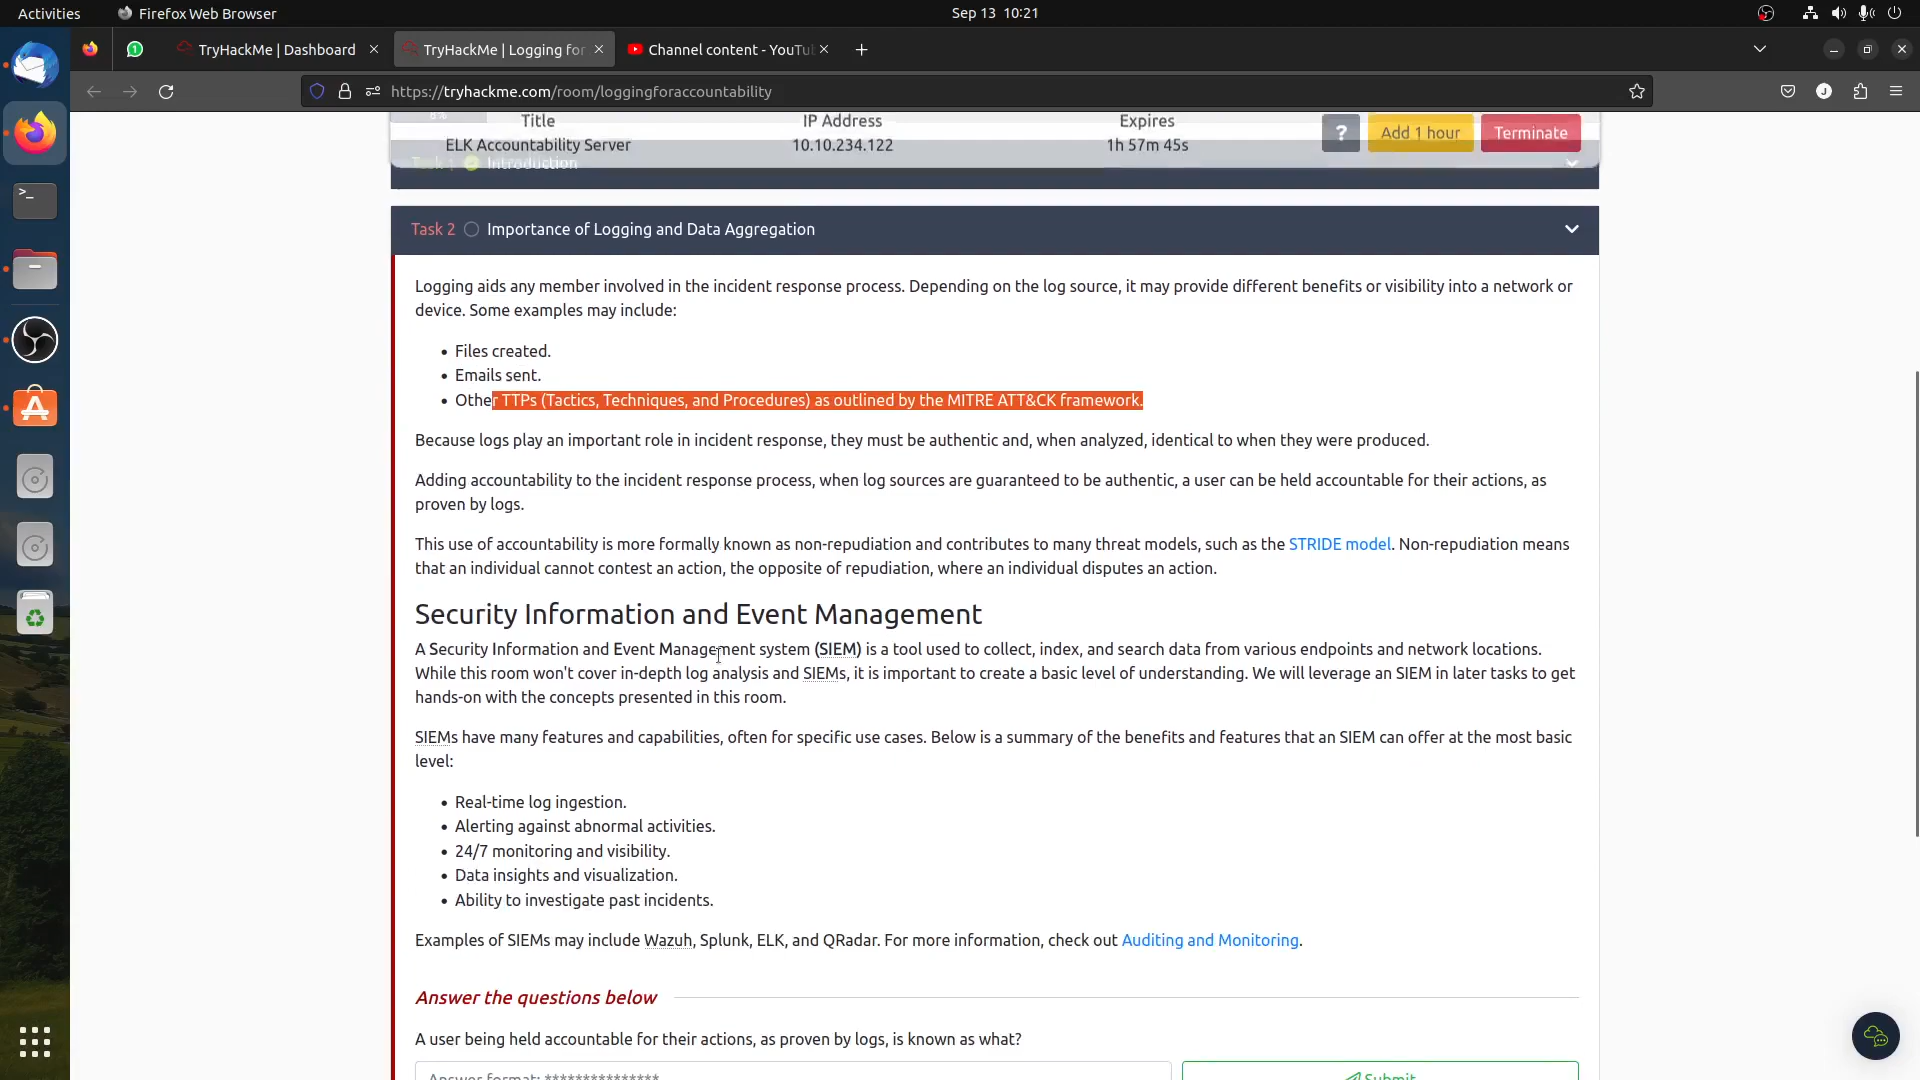 Activities
Firefox Web Browser
Sep 13 10:21
TryHackMe | Dashboard
TryHackMe | Logging for
Channel content - YouTu
https://tryhackme.com/room/loggingforaccountability
8%
Title
IP Address
Expires
ELK Accountability Server
10.10.234.122
1h 57m 45s
?
Add 1 hour
Terminate
Task 1
Introduction
Task 2
Importance of Logging and Data Aggregation
Logging aids any member involved in the incident response process. Depending on the log source, it may provide different benefits or visibility into a network or
device. Some examples may include:
• Files created.
• Emails sent.
• Other TTPs (Tactics, Techniques, and Procedures) as outlined by the MITRE ATT&CK framework.
Because logs play an important role in incident response, they must be authentic and, when analyzed, identical to when they were produced.
Adding accountability to the incident response process, when log sources are guaranteed to be authentic, a user can be held accountable for their actions, as
proven by logs.
This use of accountability is more formally known as non-repudiation and contributes to many threat models, such as the STRIDE model. Non-repudiation means
that an individual cannot contest an action, the opposite of repudiation, where an individual disputes an action.
Security Information and Event Management
A Security Information and Event Management system (SIEM) is a tool used to collect, index, and search data from various endpoints and network locations.
While this room won't cover in-depth log analysis and SIEMs, it is important to create a basic level of understanding. We will leverage an SIEM in later tasks to get
hands-on with the concepts presented in this room.
SIEMs have many features and capabilities, often for specific use cases. Below is a summary of the benefits and features that an SIEM can offer at the most basic
level:
• Real-time log ingestion.
• Alerting against abnormal activities.
• 24/7 monitoring and visibility.
• Data insights and visualization.
• Ability to investigate past incidents.
Examples of SIEMs may include Wazuh, Splunk, ELK, and QRadar. For more information, check out Auditing and Monitoring.
Answer the questions below
A user being held accountable for their actions, as proven by logs, is known as what?
Answer format: ***************
Submit